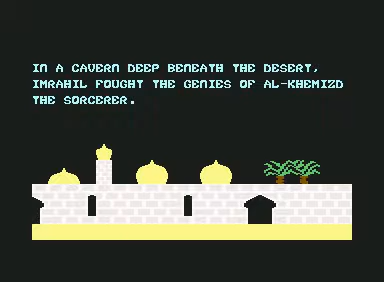 IN A CAVERN DEEP BENEATH THE DESERT,
IMRAHIL FOUGHT THE GENIES OF AL-KHEMIZD
THE SORCERER.